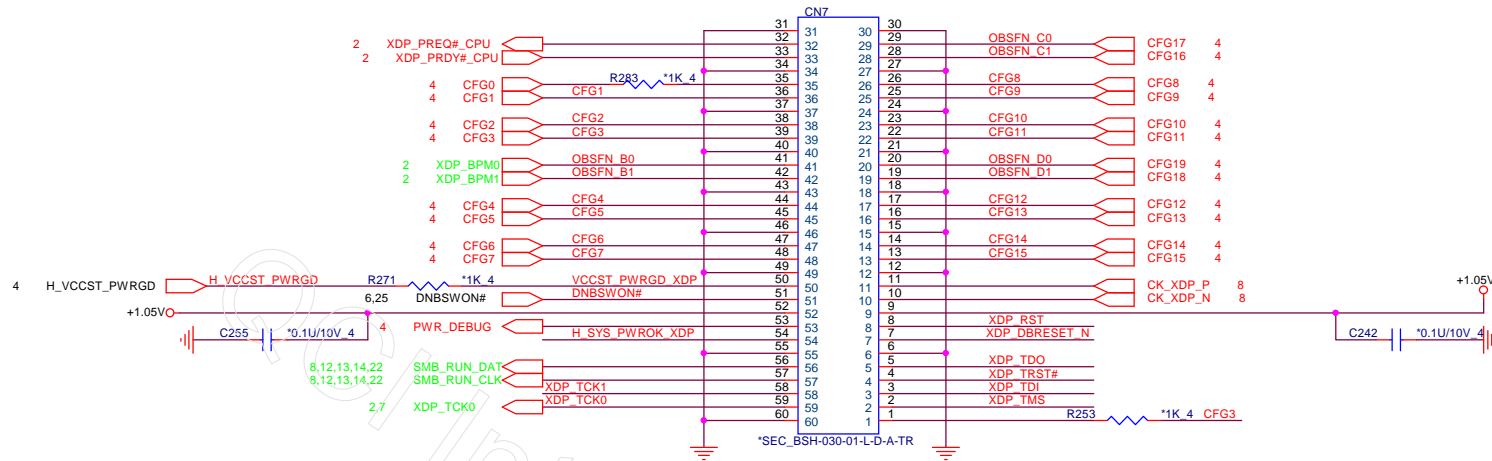 CN7
31 31 30 30
2 XDP_PREQ#_CPU 32 32 29 29 OBSFN_C0 CFG17 4
2 XDP_PRDY#_CPU 33 33 28 28 OBSFN_C1 CFG16 4
34 34 27 27
4 CFG0 R283 *1K_4 35 35 26 26 CFG8 CFG8 4
4 CFG1 CFG1 36 36 25 25 CFG9 CFG9 4
37 37 24 24
4 CFG2 CFG2 38 38 23 23 CFG10 CFG10 4
4 CFG3 CFG3 39 39 22 22 CFG11 CFG11 4
40 40 21 21
2 XDP_BPM0 OBSFN_B0 41 41 20 20 OBSFN_D0 CFG19 4
2 XDP_BPM1 OBSFN_B1 42 42 19 19 OBSFN_D1 CFG18 4
43 43 18 18
4 CFG4 CFG4 44 44 17 17 CFG12 CFG12 4
4 CFG5 CFG5 45 45 16 16 CFG13 CFG13 4
46 46 15 15
4 CFG6 CFG6 47 47 14 14 CFG14 CFG14 4
4 CFG7 CFG7 48 48 13 13 CFG15 CFG15 4
49 49 12 12
4 H_VCCST_PWRGD H_VCCST_PWRGD R271 *1K_4 VCCST_PWRGD_XDP 50 50 11 11 CK_XDP_P 8
6,25 DNBSWON# DNBSWON# 51 51 10 10 CK_XDP_N 8
+1.05V 52 52 9 9 +1.05V
C255 *0.1U/10V_4 4 PWR_DEBUG 53 53 8 8 XDP_RST
H_SYS_PWROK_XDP 54 54 7 7 XDP_DBRESET_N C242 *0.1U/10V_4
55 55 6 6
8,12,13,14,22 SMB_RUN_DAT 56 56 5 5 XDP_TDO
8,12,13,14,22 SMB_RUN_CLK 57 57 4 4 XDP_TRST#
XDP_TCK1 58 58 3 3 XDP_TDI
2,7 XDP_TCK0 XDP_TCK0 59 59 2 2 XDP_TMS
60 60 1 1 R253 *1K_4 CFG3
*SEC_BSH-030-01-L-D-A-TR